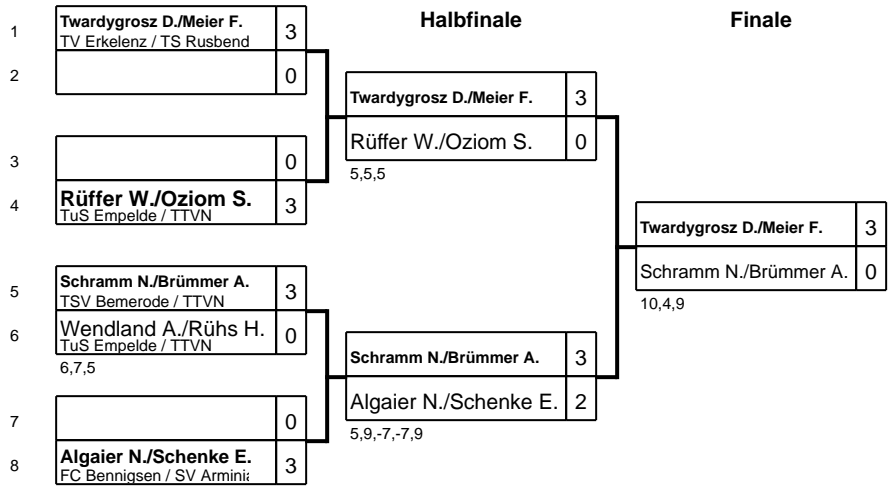 Halbfinale
Finale
1
Twardygrosz D./Meier F.
3
TV Erkelenz / TS Rusbend
2
0
3
0
4
Rüffer W./Oziom S.
3
TuS Empelde / TTVN
5
Schramm N./Brümmer A.
3
TSV Bemerode / TTVN
6
Wendland A./Rühs H.
0
TuS Empelde / TTVN
6,7,5
7
0
8
Algaier N./Schenke E.
3
FC Bennigsen / SV
Twardygrosz D./Meier F.
3
Rüffer W./Oziom S.
0
5,5,5
Schramm N./Brümmer A.
3
Algaier N./Schenke E.
2
5,9,-7,-7,9
Twardygrosz D./Meier F.
3
Schramm N./Brümmer A.
0
10,4,9